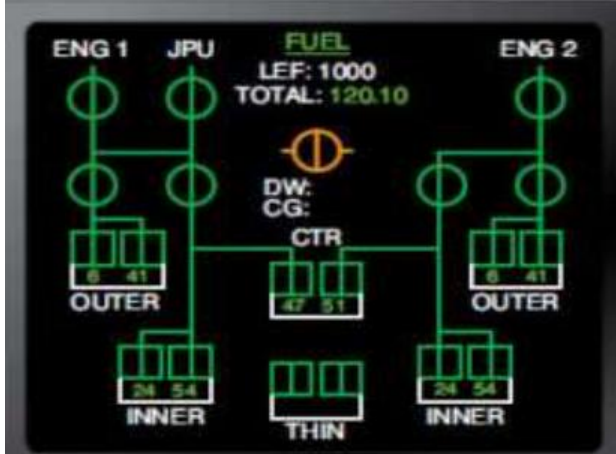 FUEL
ENG 1 JPU ENG 2
LEF: 1000
TOTAL: 120.10
DW:
CG:
CTR
6 41
47 51
6 41
OUTER
OUTER
24 54
24 54
INNER
THIN
INNER